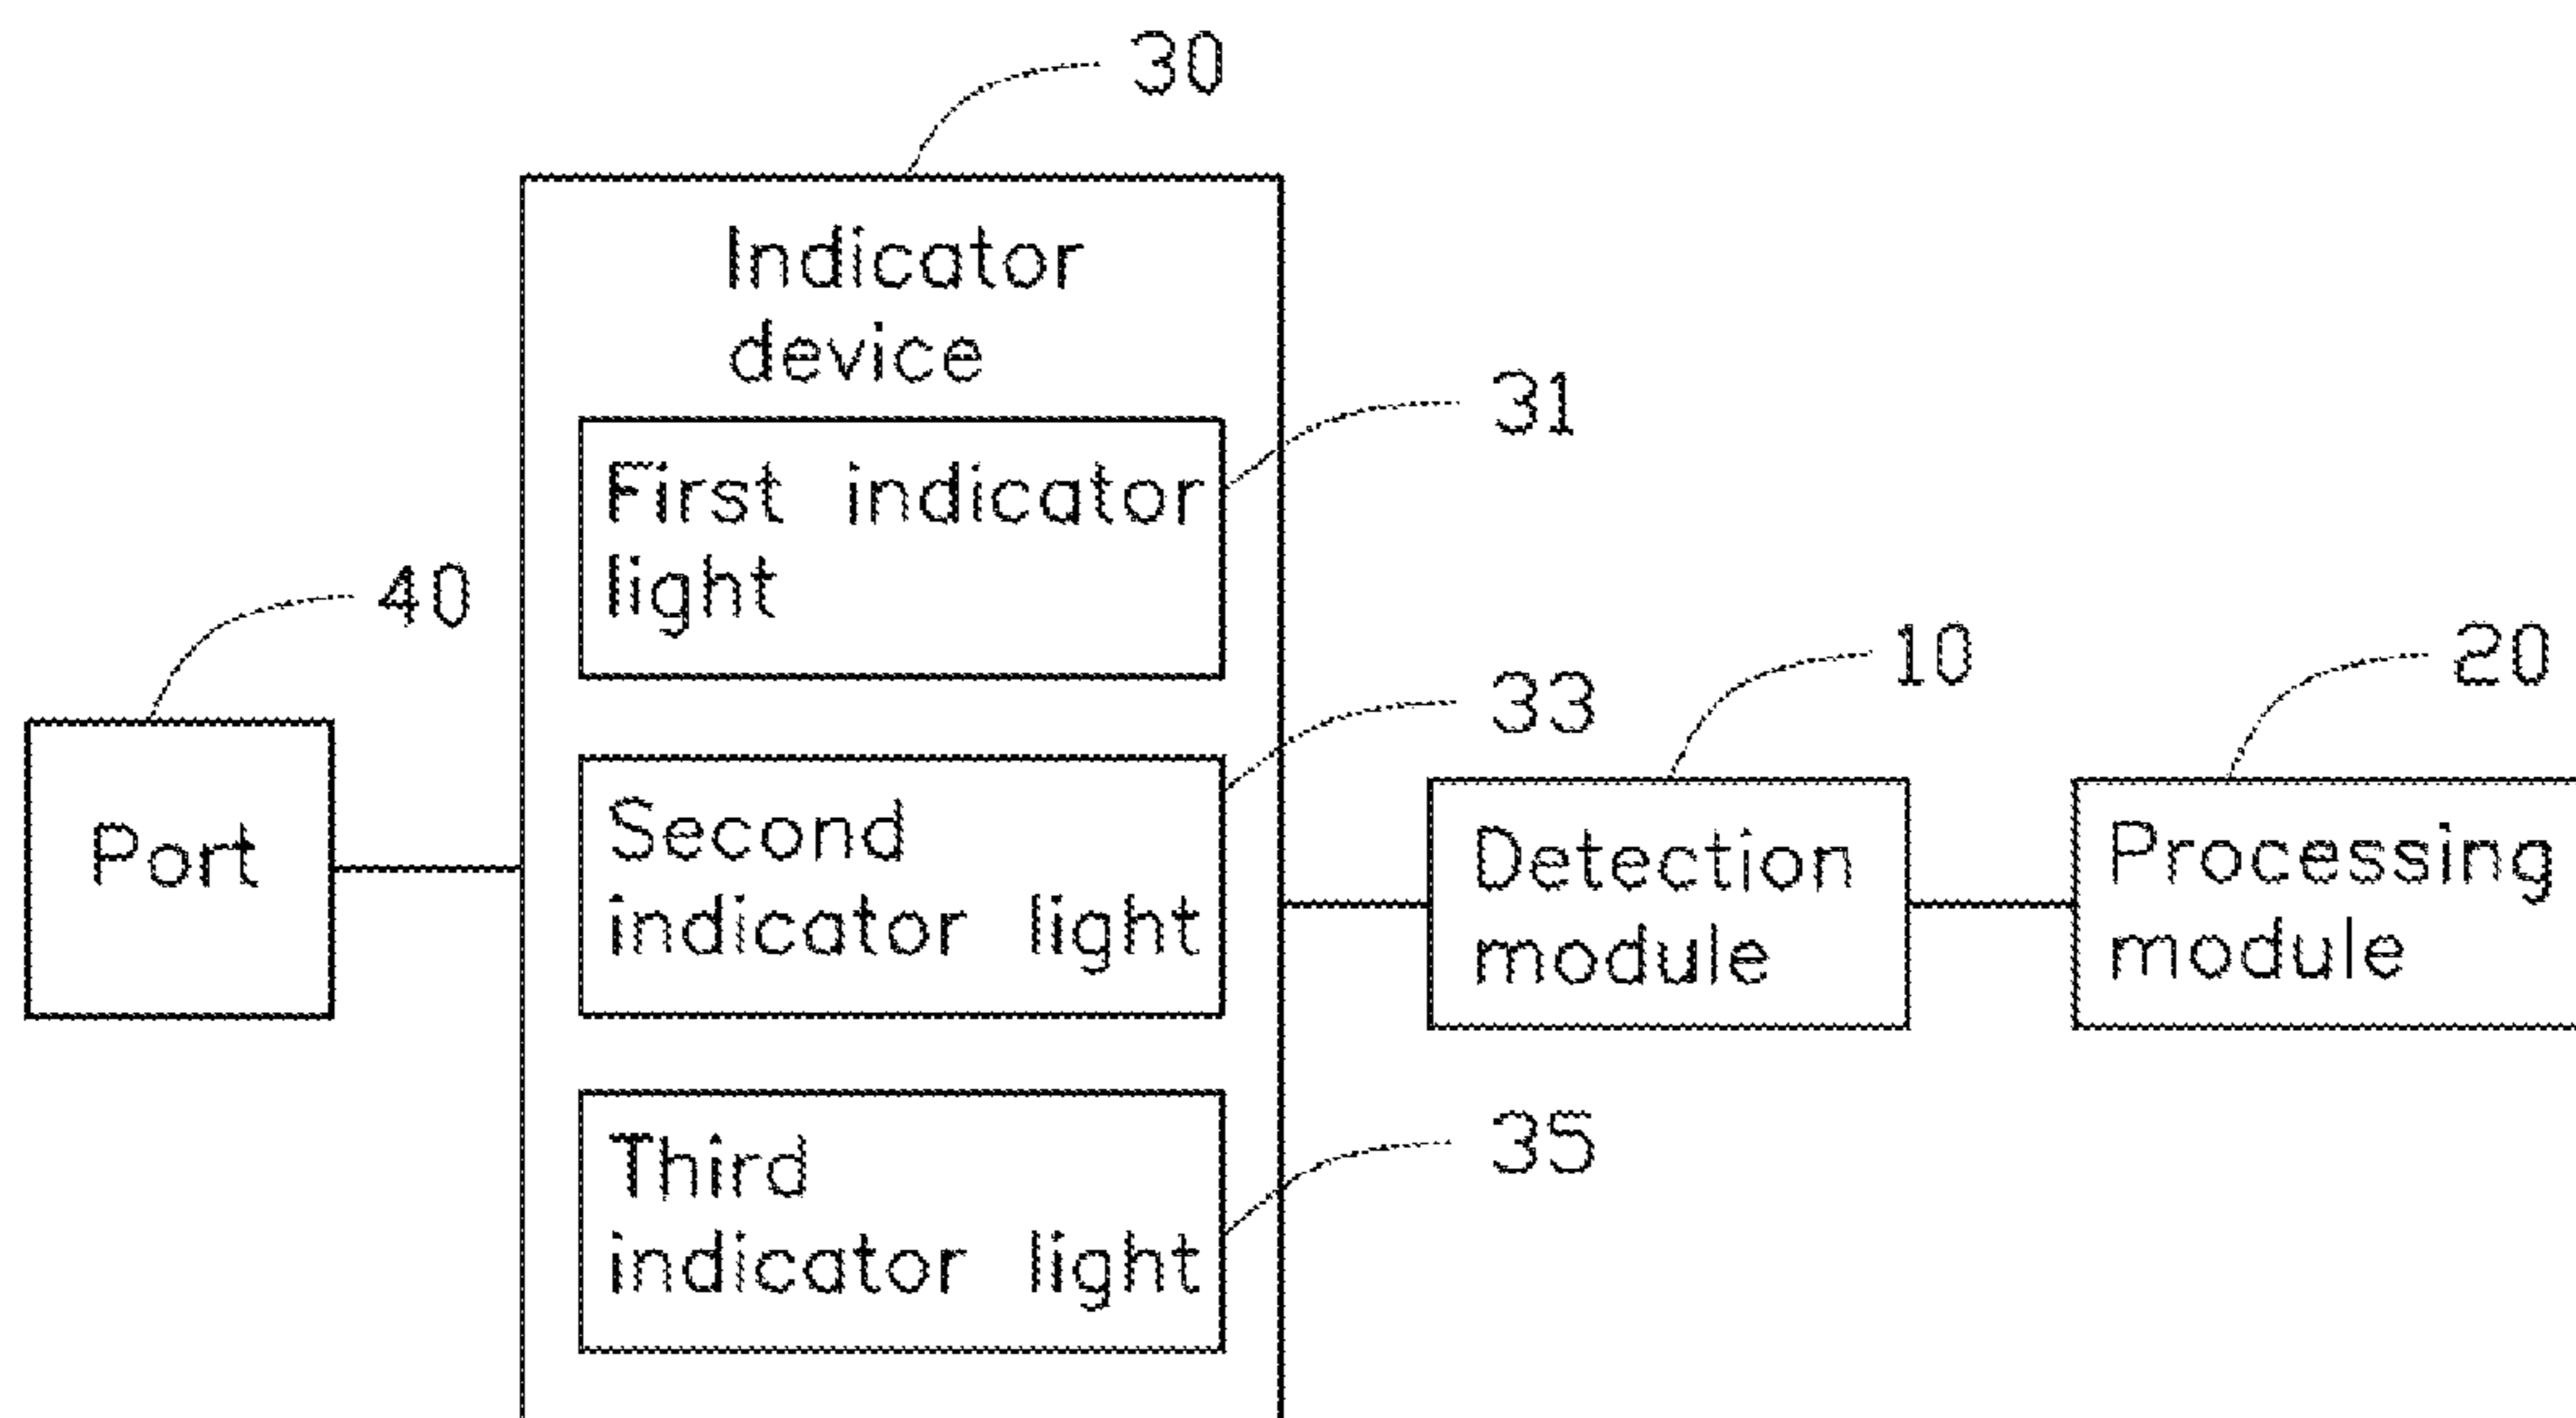 30
Indicator
device
31
First indicator
light
40
Port
33
Second
indicator light
10
Detection
module
20
Processing
module
35
Third
indicator light